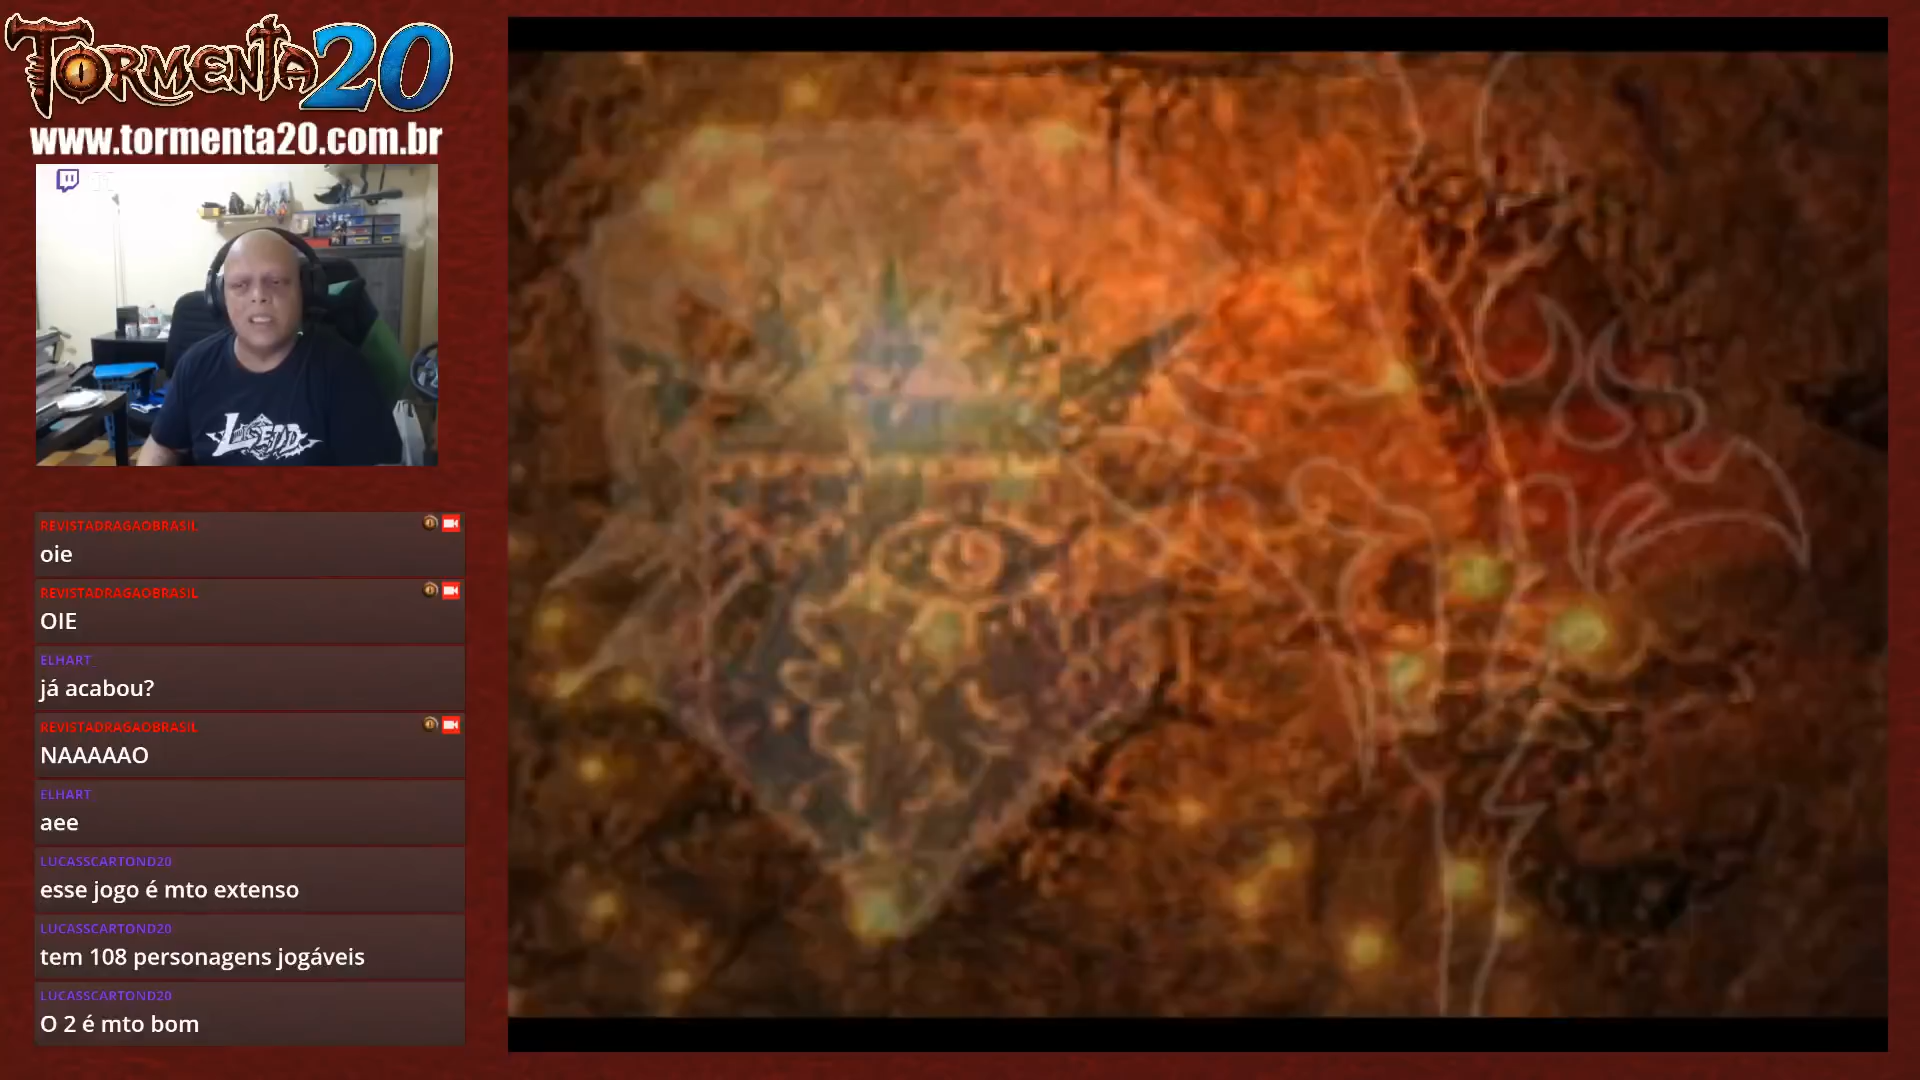 TORMENTA20
www.tormenta20.com.br
LEGEND
REVISTADRAGAOBRASIL
oie
REVISTADRAGAOBRASIL
OIE
ELHART
já acabou?
REVISTADRAGAOBRASIL
NAAAAAO
ELHART
aee
LUCASSCARTOND20
esse jogo é mto extenso
LUCASSCARTOND20
tem 108 personagens jogáveis
LUCASSCARTOND20
O 2 é mto bom